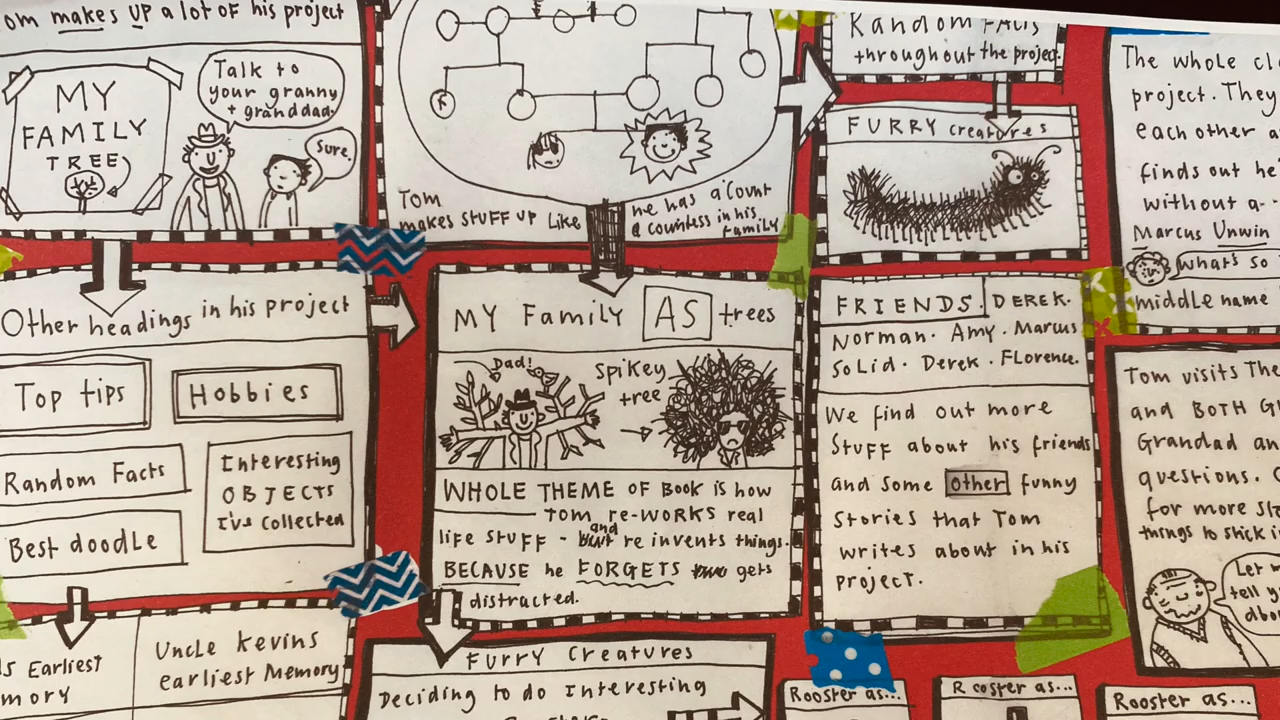 om makes UP a lot of his project
MY
FAMILY
TREE
Talk to
your granny
+ granddad.
Sure.
Other headings in his project
Top tips
Hobbies
Random Facts
Interesting
OBJECTS
I've collected
Best doodle
s Earliest
mory
Uncle Kevins
earliest Memory
Tom
makes stuff up like
he has a count
& countess in his
family
MY Family AS trees
Dad!
Spikey
tree
WHOLE THEME OF Book is how
Tom re-works real
life stuff - but and re invents things.
BECAUSE he FORGETS gets
distracted.
Furry Creatures
Deciding to do Interesting
Random FACTS
throughout the project.
FURRY creatures
FRIENDS. DEREK.
Norman. Amy. Marcus
Solid. Derek. Florence.
We find out more
Stuff about his friends
and some other funny
Stories that Tom
writes about in his
project.
Rooster as...
Rooster as...
Rooster as...
The whole cl
project. They
each other a
finds out he
without a
Marcus Unwin
what's so
middle name
Tom visits The
and BOTH G
Grandad an
questions.
for more
things to stick i
Let
tell y
abo